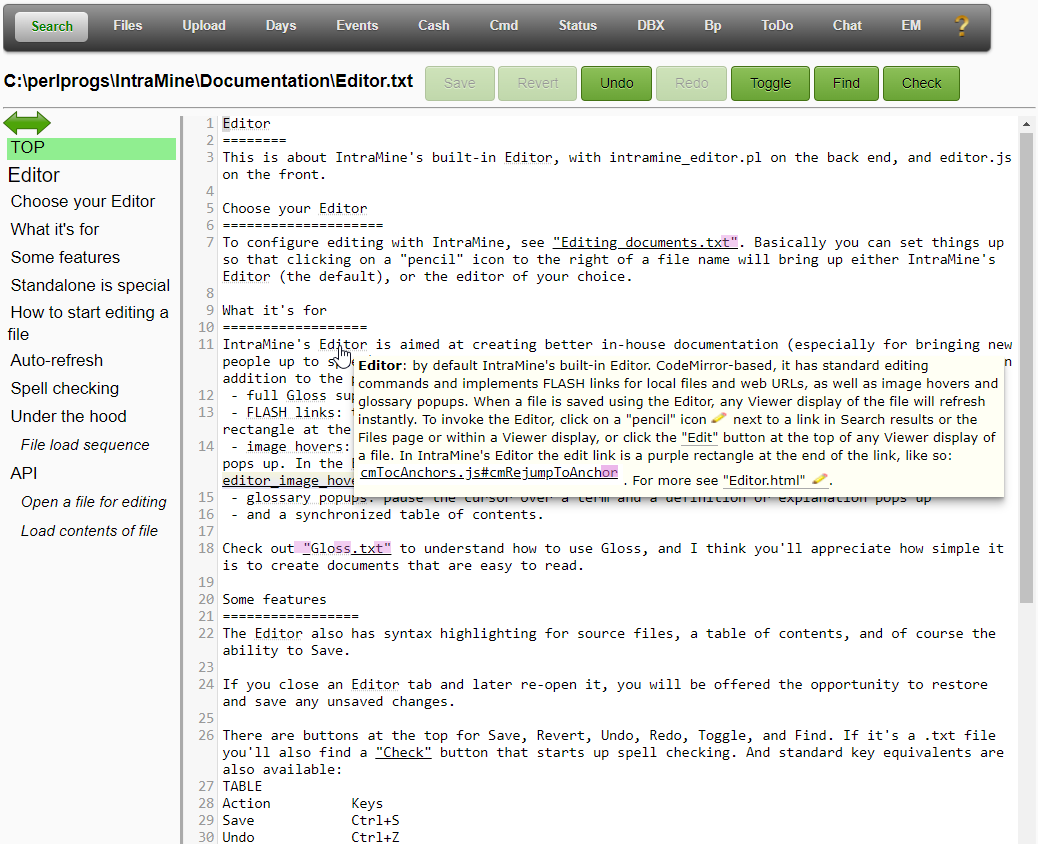 Search Files Upload Days Events Cash Cmd Status DBX Bp ToDo Chat EM ?
C:\perlprogs\IntraMine\Documentation\Editor.txt Save Revert Undo Redo Toggle Find Check
TOP
Editor
Choose your Editor
What it's for
Some features
Standalone is special
How to start editing a
file
Auto-refresh
Spell checking
Under the hood
File load sequence
API
Open a file for editing
Load contents of file
1 Editor
2 ========
3 This is about IntraMine's built-in Editor, with intramine_editor.pl on the back end, and editor.js
on the front.
4
5 Choose your Editor
6 ====================
7 To configure editing with IntraMine, see "Editing documents.txt". Basically you can set things up
so that clicking on a "pencil" icon to the right of a file name will bring up either IntraMine's
Editor (the default), or the editor of your choice.
8
9 What it's for
10 ==================
11 IntraMine's Editor is aimed at creating better in-house documentation (especially for bringing new
people up to
addition to the
12 - full Gloss
13 - FLASH links:
rectangle at the
14 - image hovers:
pops up. In the
editor_image_hove
Editor: by default IntraMine's built-in Editor. CodeMirror-based, it has standard editing
commands and implements FLASH links for local files and web URLs, as well as image hovers and
glossary popups. When a file is saved using the Editor, any Viewer display of the file will refresh
instantly. To invoke the Editor, click on a "pencil" icon next to a link in Search results or the
Files page or within a Viewer display, or click the "Edit" button at the top of any Viewer display of
a file. In IntraMine's Editor the edit link is a purple rectangle at the end of the link, like so:
cmTocAnchors.js#cmRejumpToAnchor . For more see "Editor.html" .
15 - glossary popups: pause the cursor over a term and a definition or explanation pops up
16 - and a synchronized table of contents.
17
18 Check out "Gloss.txt" to understand how to use Gloss, and I think you'll appreciate how simple it
is to create documents that are easy to read.
19
20 Some features
21 =================
22 The Editor also has syntax highlighting for source files, a table of contents, and of course the
ability to Save.
23
24 If you close an Editor tab and later re-open it, you will be offered the opportunity to restore
and save any unsaved changes.
25
26 There are buttons at the top for Save, Revert, Undo, Redo, Toggle, and Find. If it's a .txt file
you'll also find a "Check" button that starts up spell checking. And standard key equivalents are
also available:
27 TABLE
28 Action Keys
29 Save Ctrl+S
30 Undo Ctrl+Z